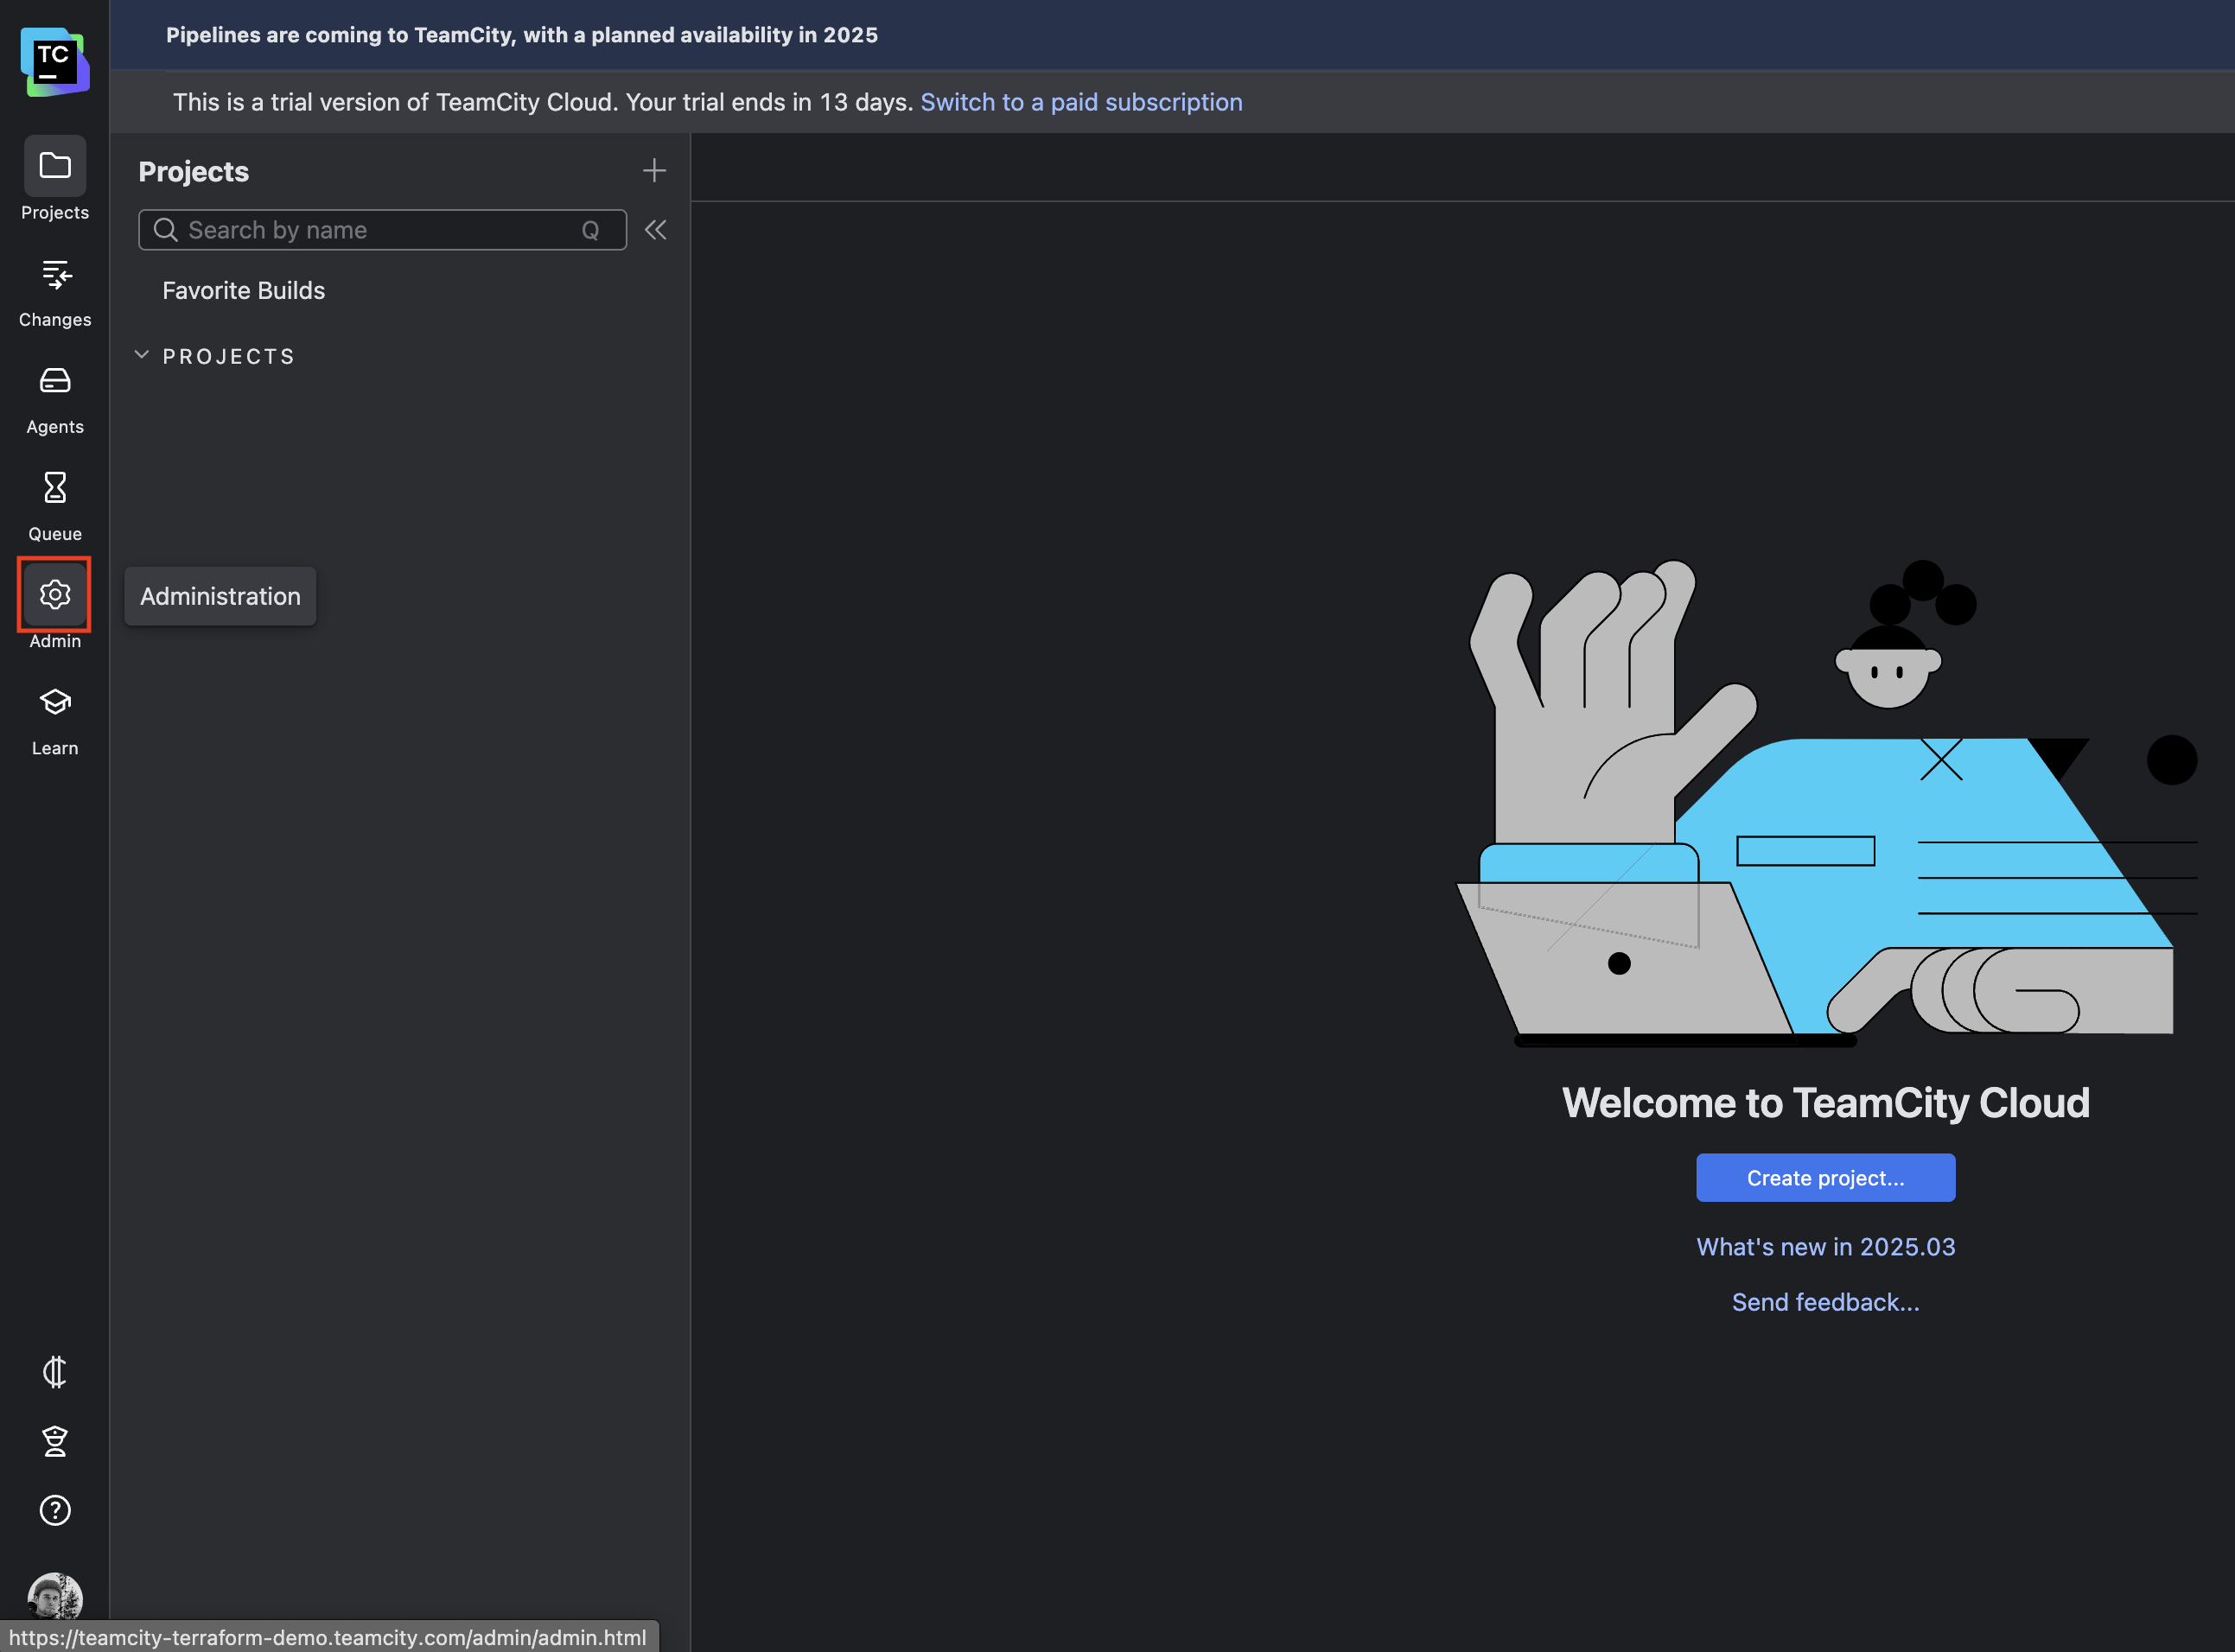 Pipelines are coming to TeamCity, with a planned availability in 2025
This is a trial version of TeamCity Cloud. Your trial ends in 13 days. Switch to a paid subscription
TC
Projects
Changes
Agents
Queue
Admin
Learn
Administration
Projects
Search by name Q
Favorite Builds
PROJECTS
Welcome to TeamCity Cloud
Create project...
What's new in 2025.03
Send feedback...
https://teamcity-terraform-demo.teamcity.com/admin/admin.html